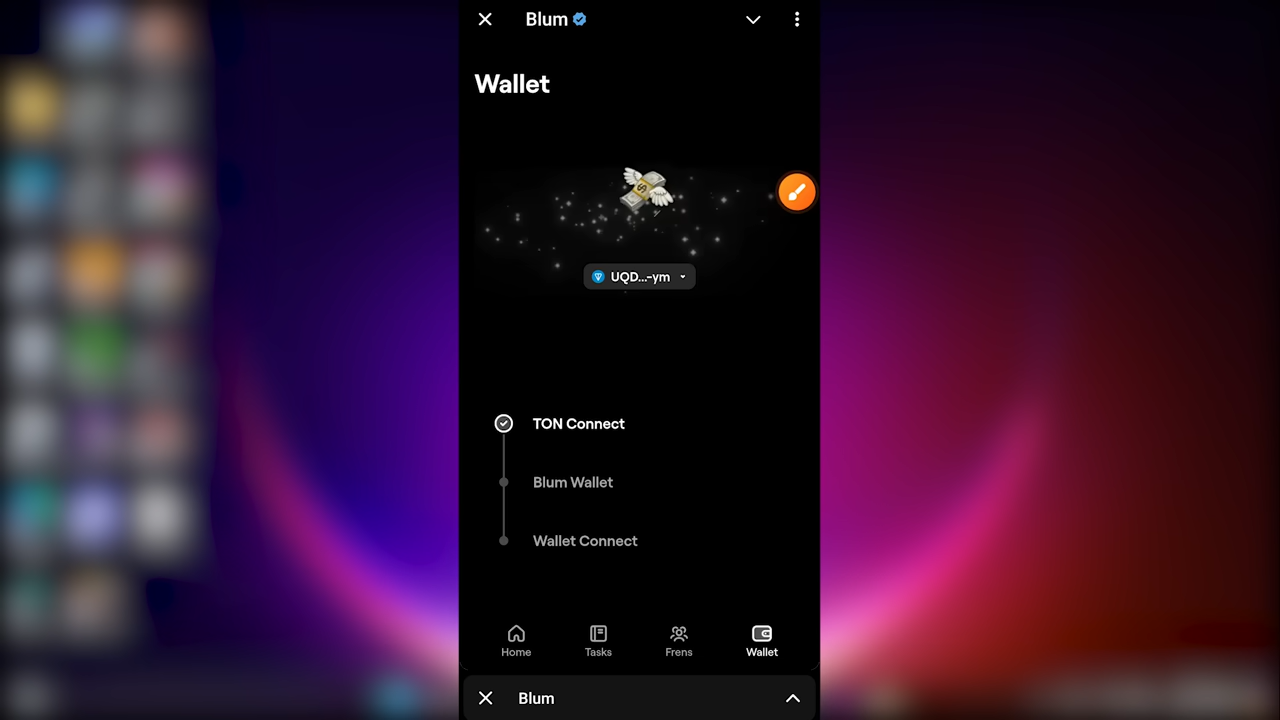 Blum
Wallet
UQD...-ym
TON Connect
Blum Wallet
Wallet Connect
Home
Tasks
Frens
Wallet
Blum